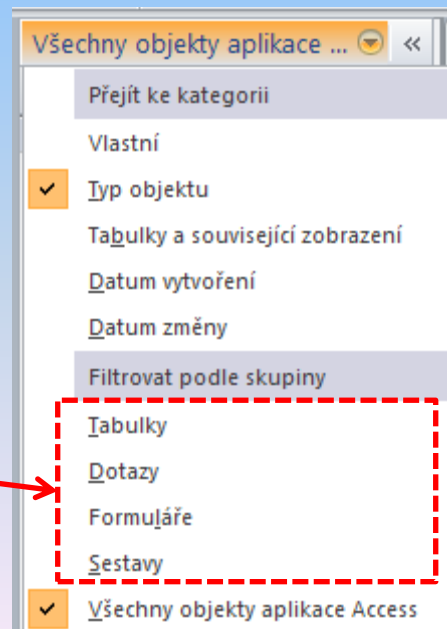 Všechny objekty aplikace ... «
Přejít ke kategorii
Vlastní
Typ objektu
Tabulky a související zobrazení
Datum vytvoření
Datum změny
Filtrovat podle skupiny
Tabulky
Dotazy
Formuláře
Sestavy
Všechny objekty aplikace Access